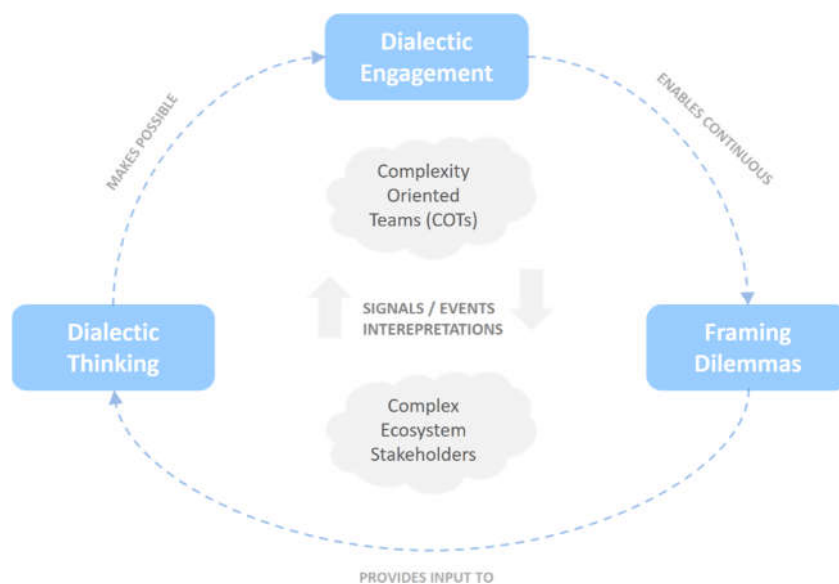 Dialectic
Engagement
MAKES POSSIBLE
ENABLES CONTINUOUS
Complexity
Oriented
Teams (COTs)
SIGNALS / EVENTS
INTEREPRETATIONS
Dialectic
Thinking
Framing
Dilemmas
Complex
Ecosystem
Stakeholders
PROVIDES INPUT TO